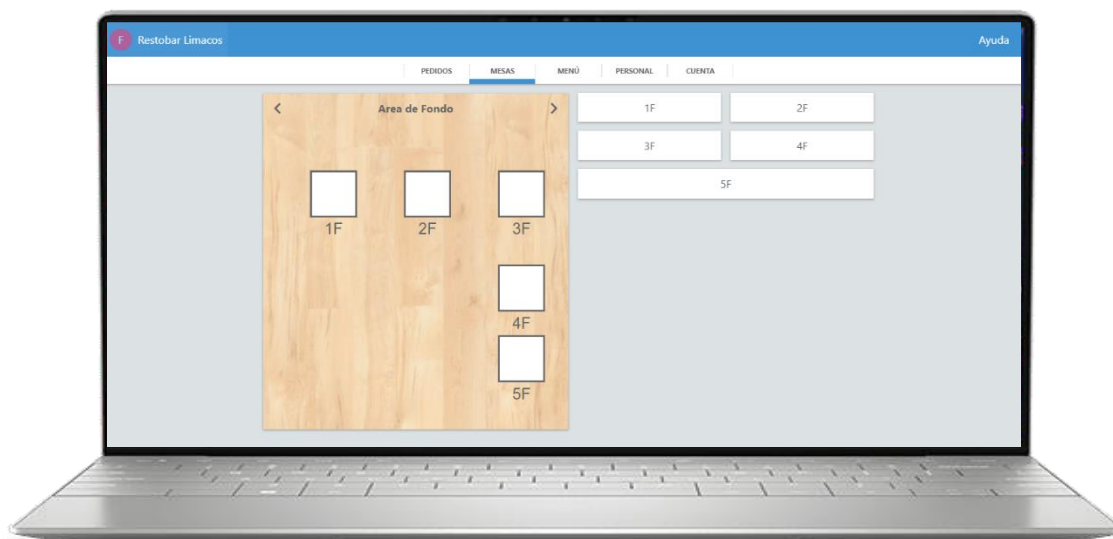 F Restobar Limacos Ayuda
PEDIDOS MESAS MENÚ PERSONAL CUENTA
Area de Fondo
1F 2F
3F 4F
5F
1F 2F 3F
4F
5F